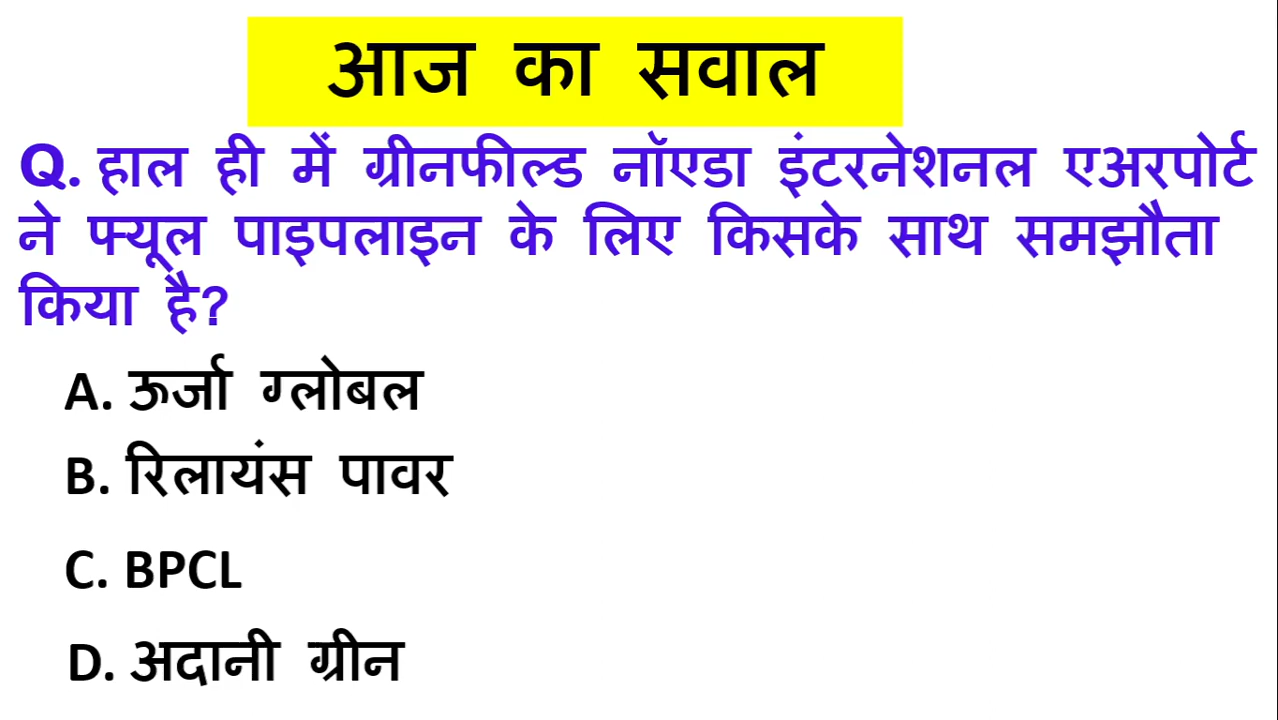 आज का सवाल
Q. हाल ही में ग्रीनफील्ड नॉएडा इंटरनेशनल एअरपोर्ट
ने फ्यूल पाइपलाइन के लिए किसके साथ समझौता
किया है?
A. ऊर्जा ग्लोबल
B. रिलायंस पावर
C. BPCL
D. अदानी ग्रीन